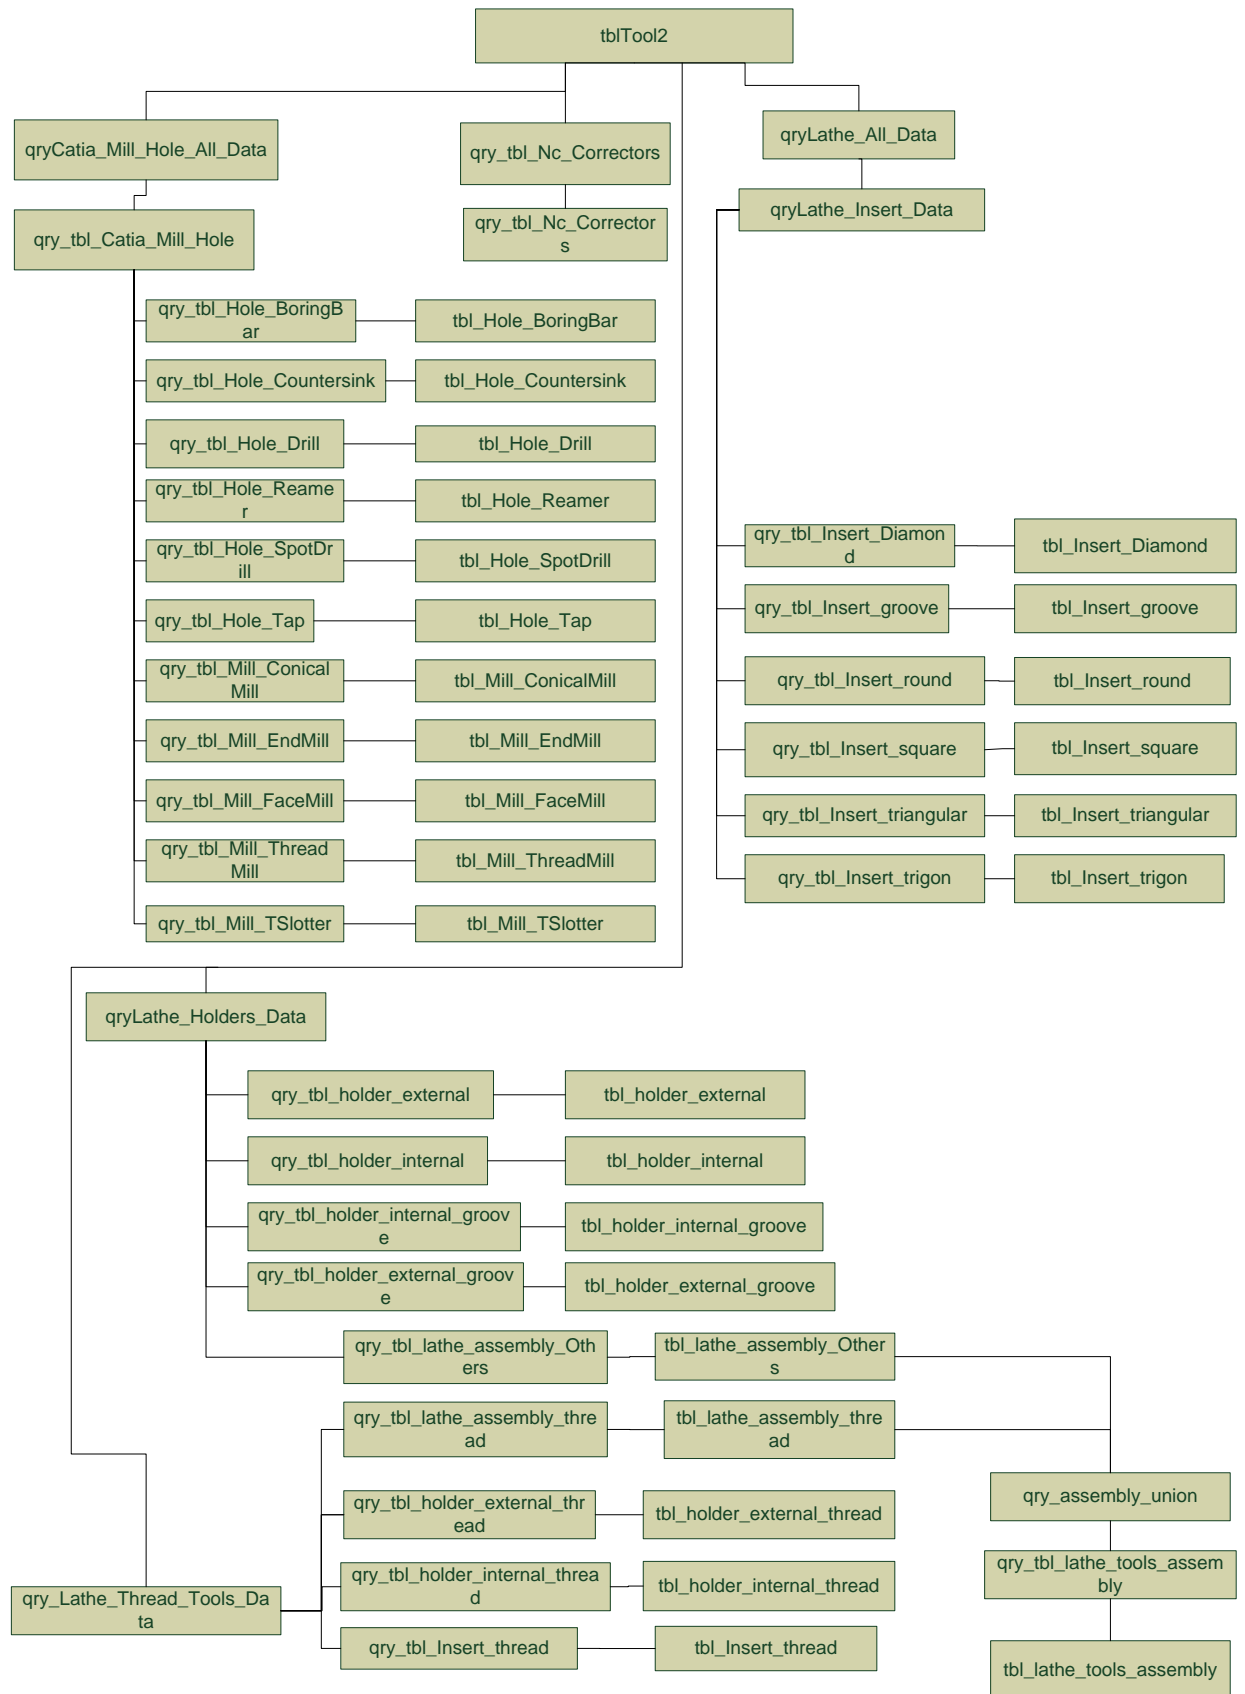 tblTool2
qryCatia_Mill_Hole_All_Data
qry_tbl_Nc_Correctors
qryLathe_All_Data
qry_tbl_Catia_Mill_Hole
qry_tbl_Nc_Corrector
s
qryLathe_Insert_Data
qry_tbl_Hole_BoringB
ar
tbl_Hole_BoringBar
qry_tbl_Hole_Countersink
tbl_Hole_Countersink
qry_tbl_Hole_Drill
tbl_Hole_Drill
qry_tbl_Hole_Reame
r
tbl_Hole_Reamer
qry_tbl_Hole_SpotDr
ill
tbl_Hole_SpotDrill
qry_tbl_Hole_Tap
tbl_Hole_Tap
qry_tbl_Mill_Conical
Mill
tbl_Mill_ConicalMill
qry_tbl_Mill_EndMill
tbl_Mill_EndMill
qry_tbl_Mill_FaceMill
tbl_Mill_FaceMill
qry_tbl_Mill_Thread
Mill
tbl_Mill_ThreadMill
qry_tbl_Mill_TSlotter
tbl_Mill_TSlotter
qry_tbl_Insert_Diamon
d
tbl_Insert_Diamond
qry_tbl_Insert_groove
tbl_Insert_groove
qry_tbl_Insert_round
tbl_Insert_round
qry_tbl_Insert_square
tbl_Insert_square
qry_tbl_Insert_triangular
tbl_Insert_triangular
qry_tbl_Insert_trigon
tbl_Insert_trigon
qryLathe_Holders_Data
qry_tbl_holder_external
tbl_holder_external
qry_tbl_holder_internal
tbl_holder_internal
qry_tbl_holder_internal_groov
e
tbl_holder_internal_groove
qry_tbl_holder_external_groov
e
tbl_holder_external_groove
qry_tbl_lathe_assembly_Oth
ers
tbl_lathe_assembly_Other
s
qry_tbl_lathe_assembly_thre
ad
tbl_lathe_assembly_thre
ad
qry_assembly_union
qry_tbl_holder_external_thr
ead
tbl_holder_external_thread
qry_tbl_lathe_tools_assem
bly
qry_Lathe_Thread_Tools_Da
ta
qry_tbl_holder_internal_threa
d
tbl_holder_internal_thread
qry_tbl_Insert_thread
tbl_Insert_thread
tbl_lathe_tools_assembly